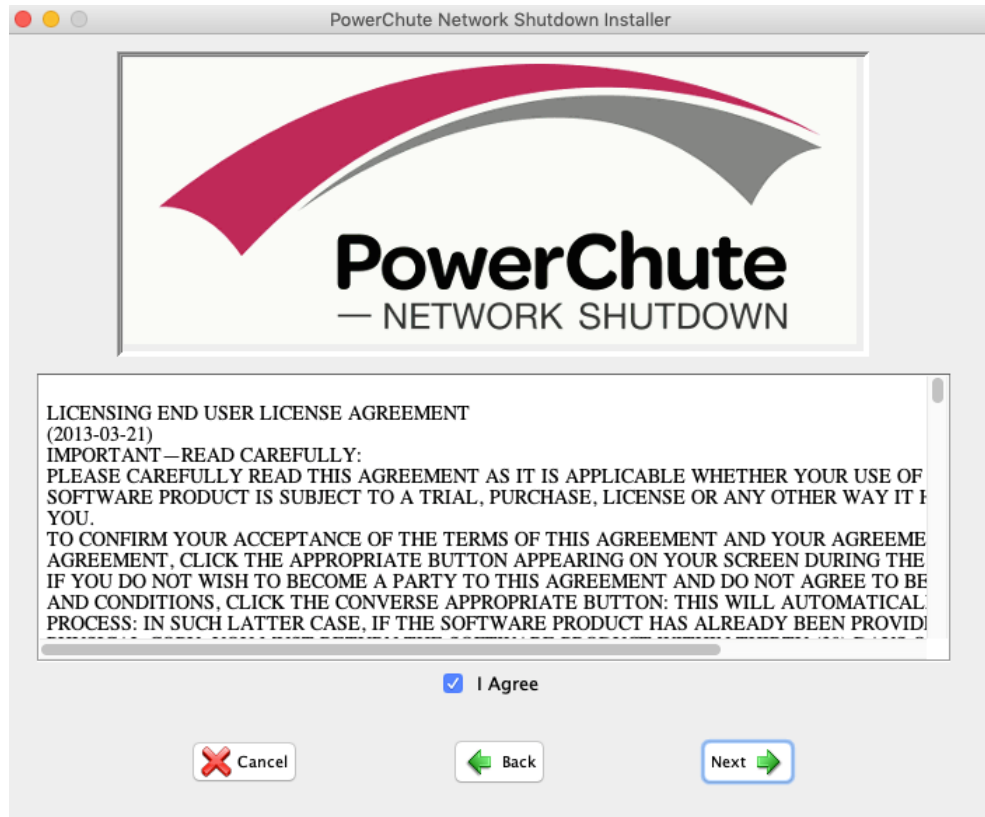 PowerChute Network Shutdown Installer
PowerChute
— NETWORK SHUTDOWN
LICENSING END USER LICENSE AGREEMENT
(2013-03-21)
IMPORTANT—READ CAREFULLY:
PLEASE CAREFULLY READ THIS AGREEMENT AS IT IS APPLICABLE WHETHER YOUR USE OF
SOFTWARE PRODUCT IS SUBJECT TO A TRIAL, PURCHASE, LICENSE OR ANY OTHER WAY IT
YOU.
TO CONFIRM YOUR ACCEPTANCE OF THE TERMS OF THIS AGREEMENT AND YOUR AGREEME
AGREEMENT, CLICK THE APPROPRIATE BUTTON APPEARING ON YOUR SCREEN DURING THE
IF YOU DO NOT WISH TO BECOME A PARTY TO THIS AGREEMENT AND DO NOT AGREE TO BE
AND CONDITIONS, CLICK THE CONVERSE APPROPRIATE BUTTON: THIS WILL AUTOMATICAL
PROCESS: IN SUCH LATTER CASE, IF THE SOFTWARE PRODUCT HAS ALREADY BEEN PROVID
I Agree
Cancel
Back
Next